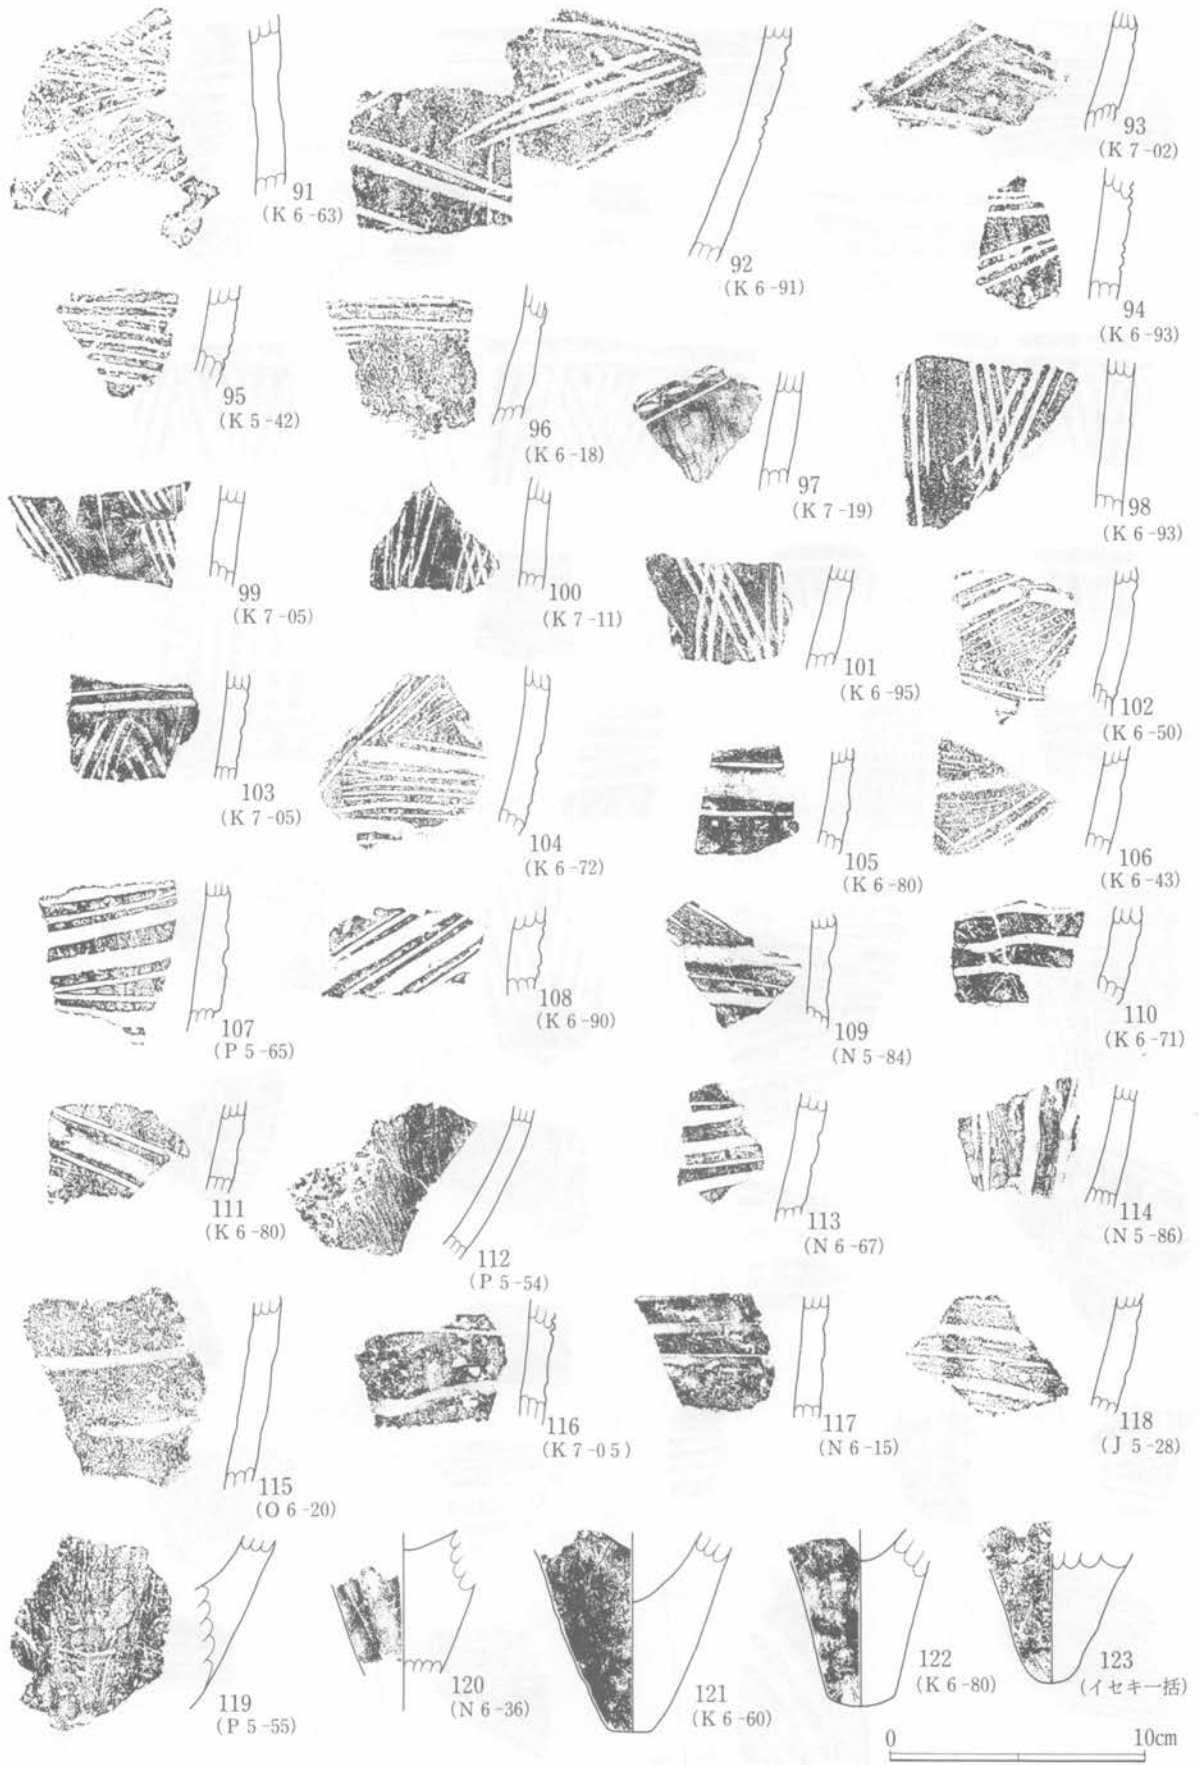 91
(K 6-63)
92
(K 6-91)
93
(K 7-02)
94
(K 6-93)
95
(K 5-42)
96
(K 6-18)
97
(K 7-19)
98
(K 6-93)
99
(K 7-05)
100
(K 7-11)
101
(K 6-95)
102
(K 6-50)
103
(K 7-05)
104
(K 6-72)
105
(K 6-80)
106
(K 6-43)
107
(P 5-65)
108
(K 6-90)
109
(N 5-84)
110
(K 6-71)
111
(K 6-80)
112
(P 5-54)
113
(N 6-67)
114
(N 5-86)
115
(O 6-20)
116
(K 7-05)
117
(N 6-15)
118
(J 5-28)
119
(P 5-55)
120
(N 6-36)
121
(K 6-60)
122
(K 6-80)
123
(イセキ一括)
0 10cm